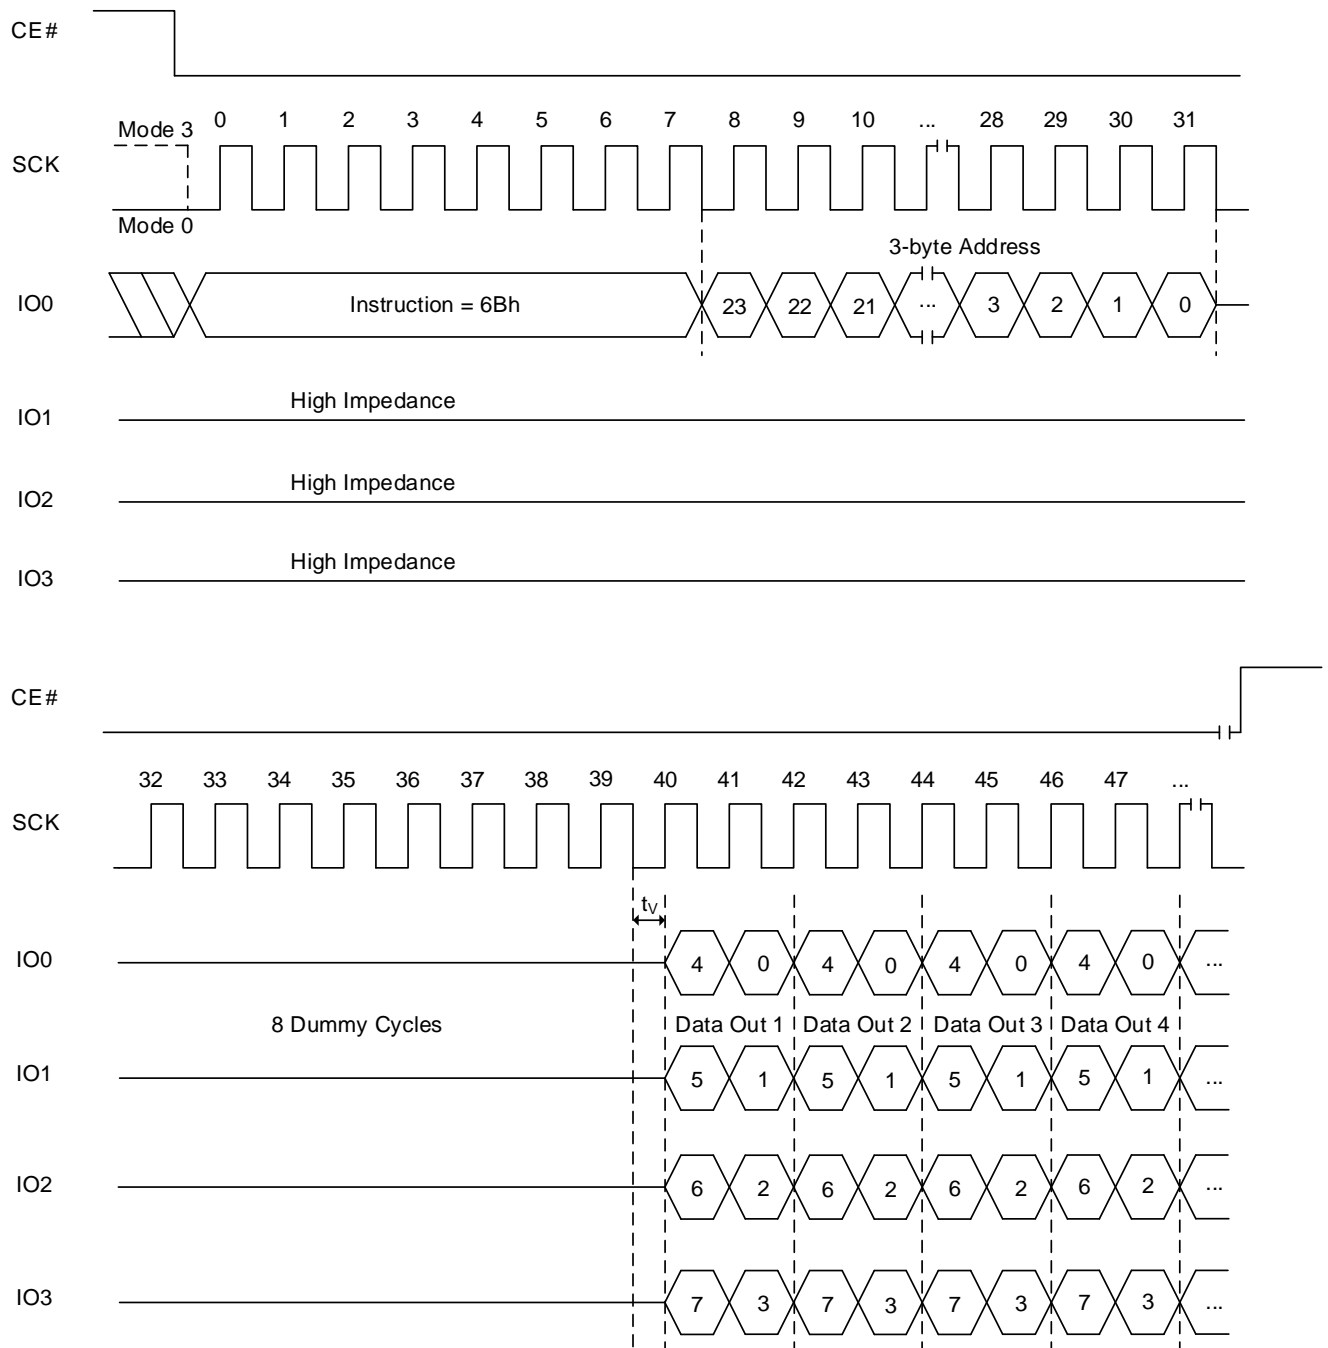 CE#
Mode 3 0 1 2 3 4 5 6 7 8 9 10 ... 28 29 30 31
SCK
Mode 0
3-byte Address
IO0 Instruction = 6Bh 23 22 21 ... 3 2 1 0
High Impedance
IO1
High Impedance
IO2
High Impedance
IO3
CE#
32 33 34 35 36 37 38 39 40 41 42 43 44 45 46 47 ...
SCK
tV
IO0 4 0 4 0 4 0 4 0 ...
8 Dummy Cycles Data Out 1 Data Out 2 Data Out 3 Data Out 4
IO1 5 1 5 1 5 1 5 1 ...
IO2 6 2 6 2 6 2 6 2 ...
IO3 7 3 7 3 7 3 7 3 ...